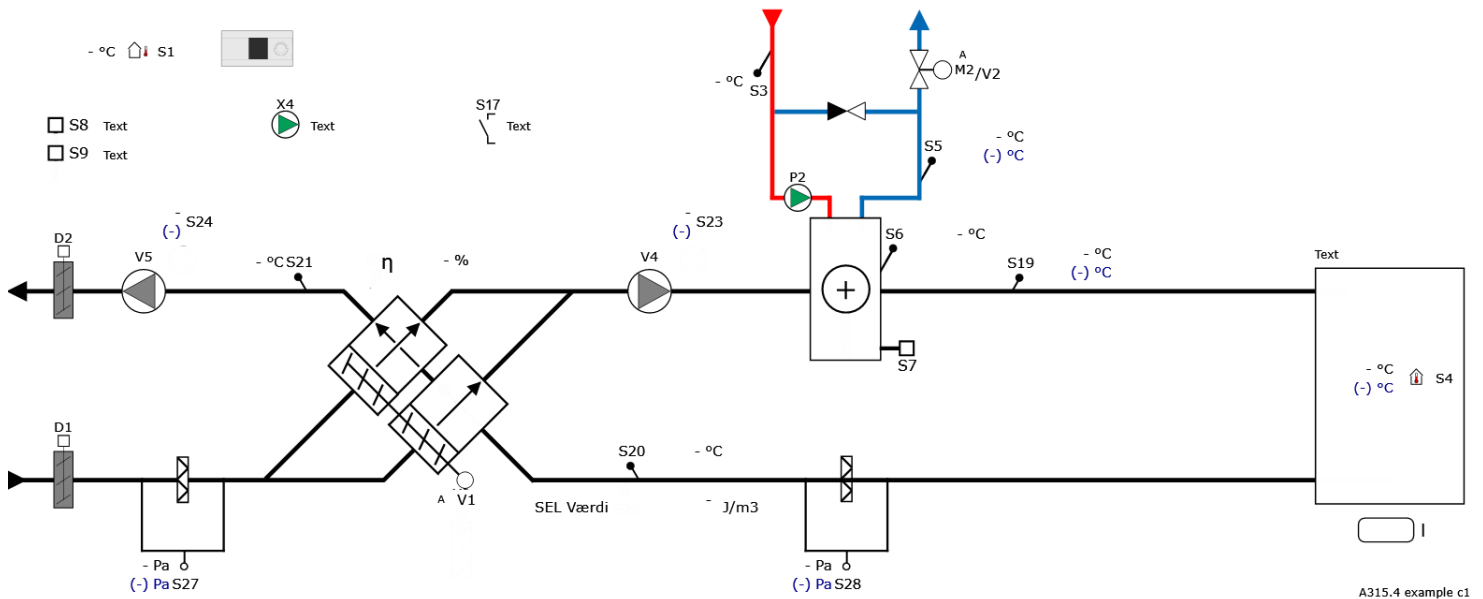 - °C S1
A
M2/V2
- °C
S3
X4
Text
S17
Text
S8 Text
S9 Text
- °C
(-) °C
S5
P2
-
(-) S24
-
(-) S23
D2
V5
- °C S21
η
- %
V4
S6
- °C
S19
- °C
(-) °C
Text
S7
- °C
(-) °C
S4
D1
S20
- °C
A V1
SEL Værdi
- J/m3
I
- Pa
(-) Pa S27
- Pa
(-) Pa S28
A315.4 example c1